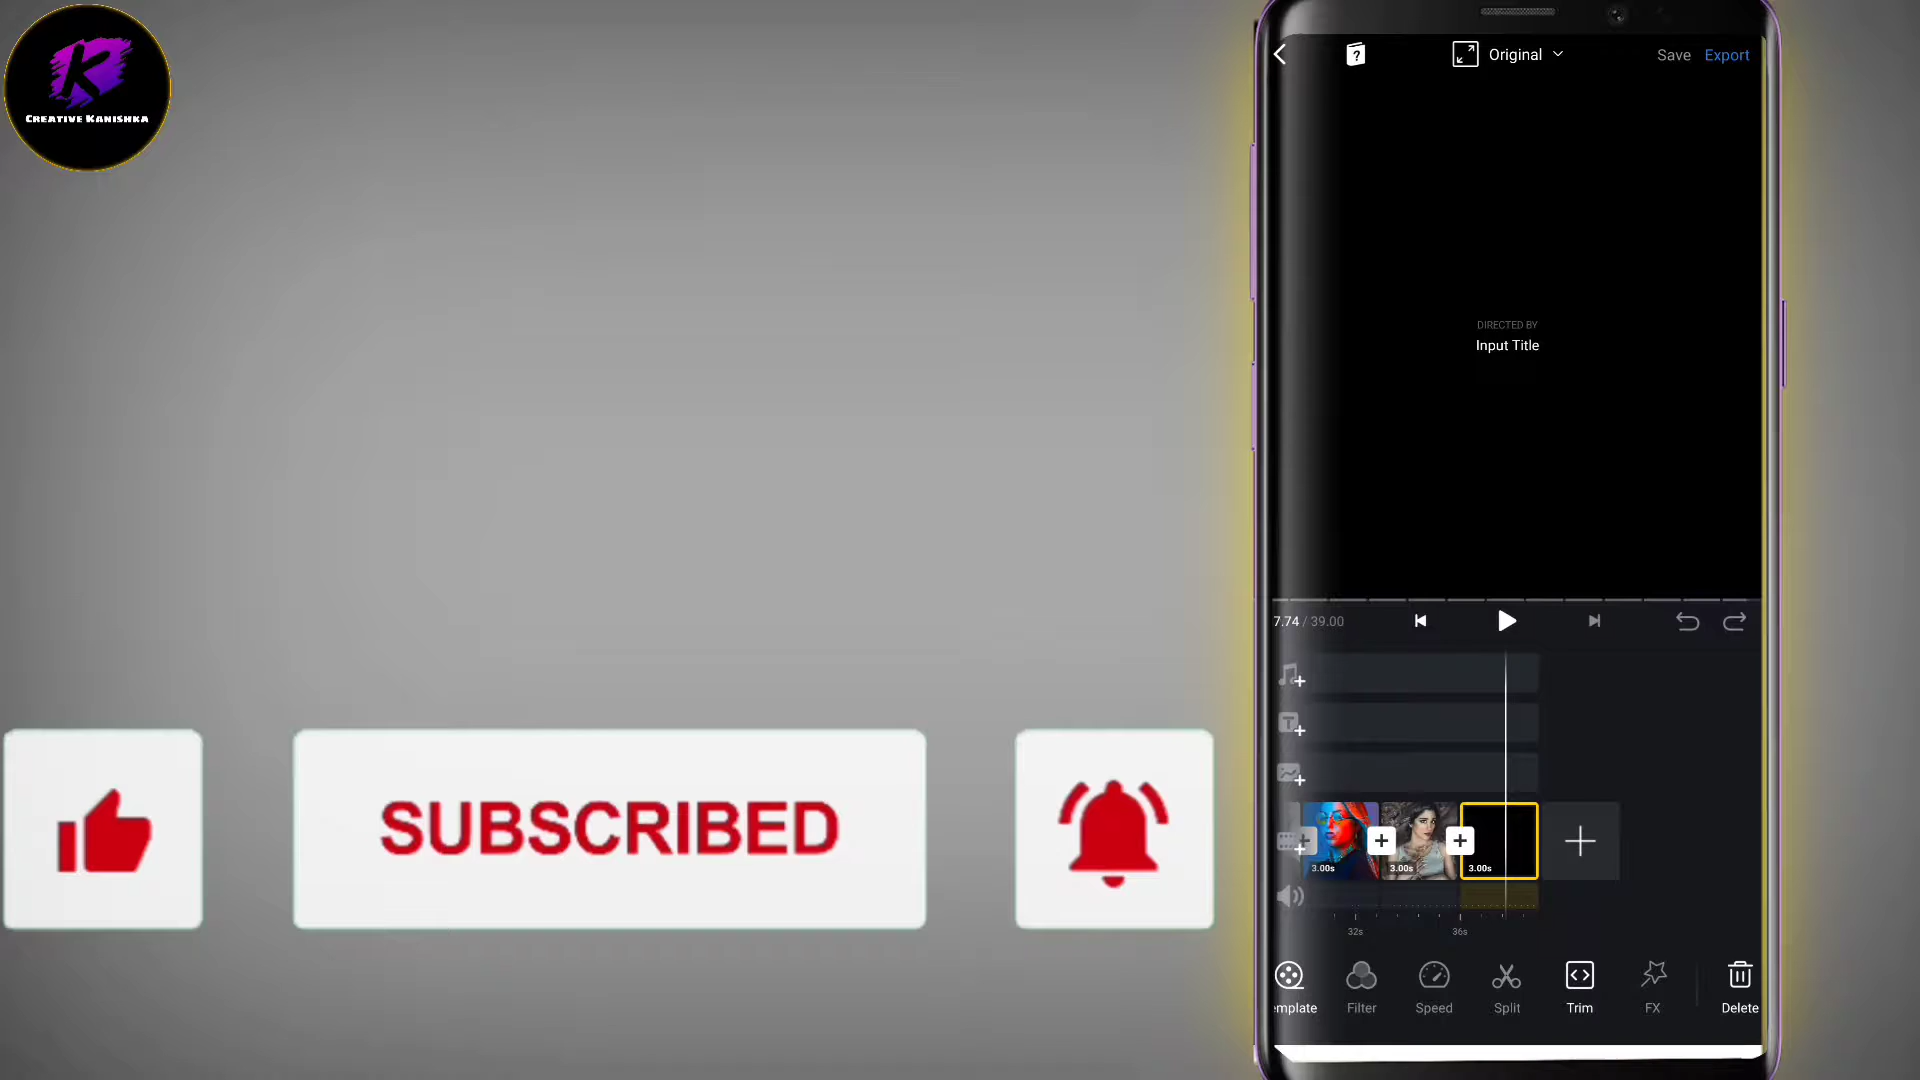 CREATIVE KANISHKA
?
Original
Save
Export
DIRECTED BY
Input Title
7.74 / 39.00
T
3.00s
3.00s
3.00s
32s
36s
SUBSCRIBED
emplate
Filter
Speed
Split
Trim
FX
Delete